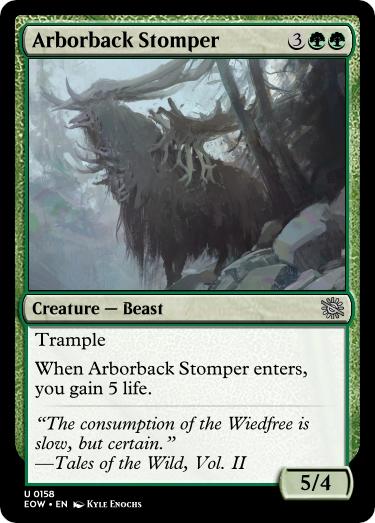 Arborback Stomper 3
Creature — Beast
Trample
When Arborback Stomper enters,
you gain 5 life.
“The consumption of the Wiedfree is
slow, but certain.”
—Tales of the Wild, Vol. II
5/4
U 0158
EOW • EN Kyle Enochs